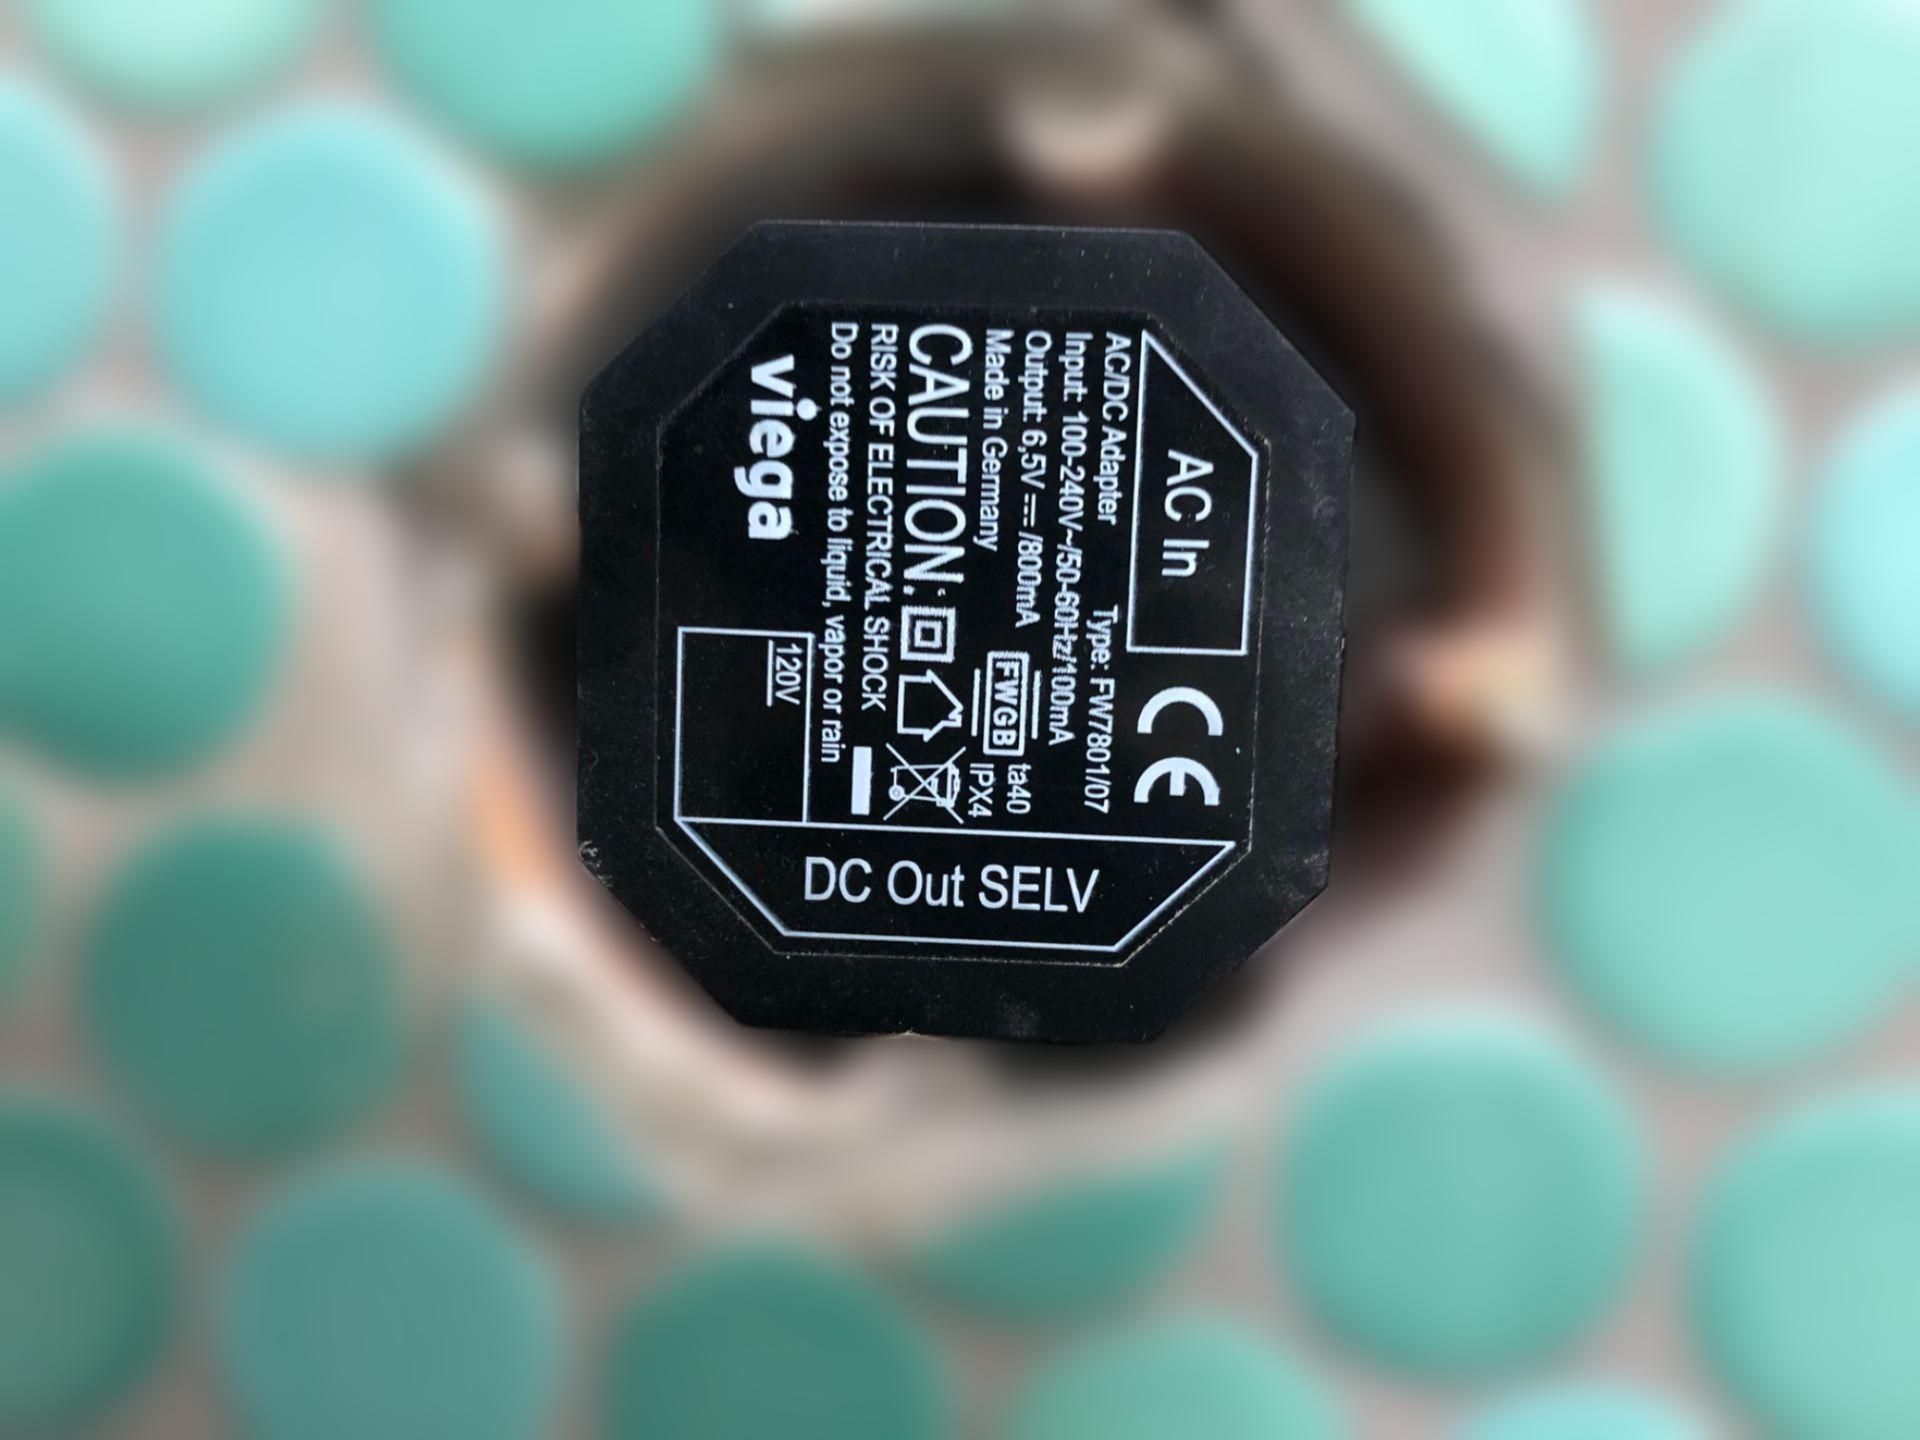 AC In
AC/DC Adapter Type: FW7801/07
Input: 100-240V~/50-60Hz/100mA
Output: 6,5V ⎓ /800mA
Made in Germany
FWGB
ta40
IPX4
CE
CAUTION:
RISK OF ELECTRICAL SHOCK
Do not expose to liquid, vapor or rain
viega
120V
DC Out SELV